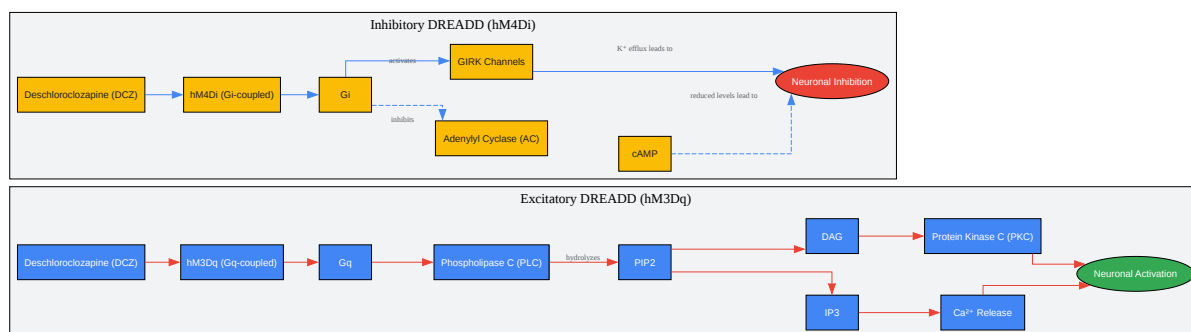 Inhibitory DREADD (hM4Di)
K⁺ efflux leads to
activates
GIRK Channels
Neuronal Inhibition
Deschloroclozapine (DCZ)
hM4Di (Gi-coupled)
Gi
reduced levels lead to
inhibits
Adenylyl Cyclase (AC)
cAMP
Excitatory DREADD (hM3Dq)
DAG
Protein Kinase C (PKC)
Deschloroclozapine (DCZ)
hM3Dq (Gq-coupled)
Gq
Phospholipase C (PLC)
hydrolyzes
PIP2
Neuronal Activation
IP3
Ca²⁺ Release